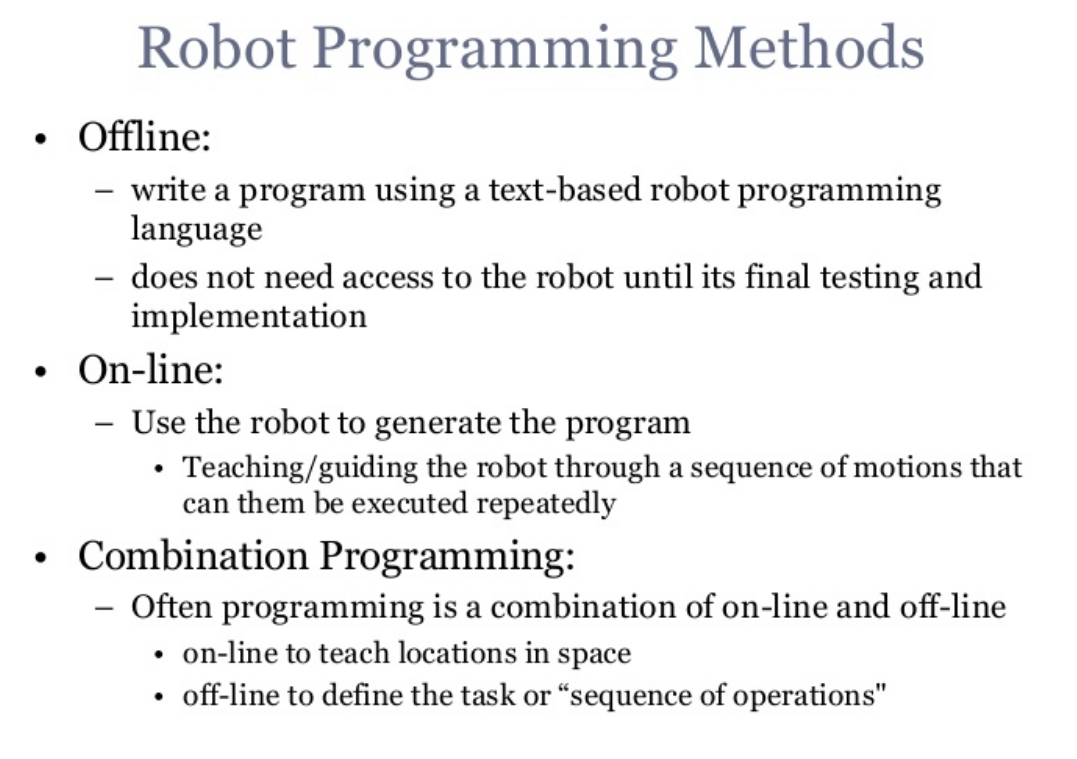 Robot Programming Methods
• Offline:
– write a program using a text-based robot programming
language
– does not need access to the robot until its final testing and
implementation
• On-line:
– Use the robot to generate the program
• Teaching/guiding the robot through a sequence of motions that
can them be executed repeatedly
• Combination Programming:
– Often programming is a combination of on-line and off-line
• on-line to teach locations in space
• off-line to define the task or “sequence of operations"